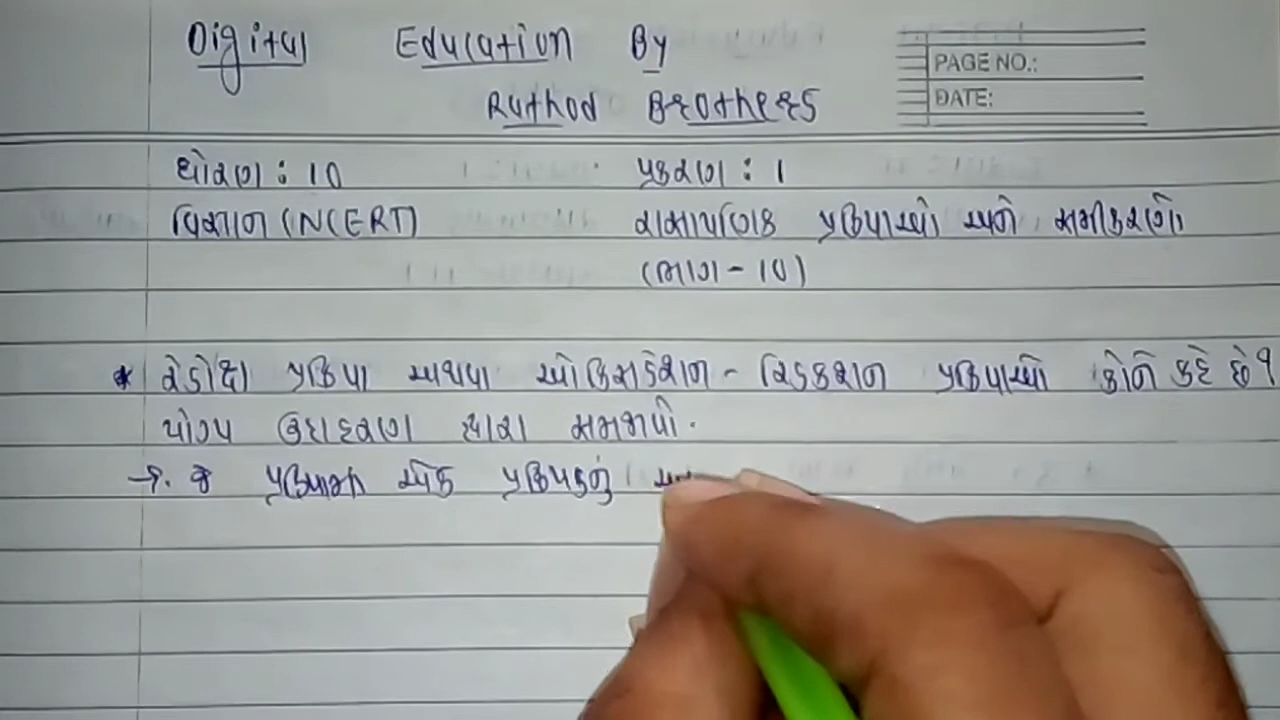 Digital Education By
Rathod Brothers
PAGE NO.:
DATE:
ધોરણ : 10 પ્રકરણ : 1
વિજ્ઞાન (NCERT) રાસાયણિક પ્રક્રિયાઓ અને સમીકરણો
(ભાગ - 10)
* રેડોક્ષ પ્રક્રિયા અથવા ઓક્સિડેશન - રિડક્શન પ્રક્રિયાઓ કોને કહે છે ?
યોગ્ય ઉદાહરણ દ્વારા સમજાવો.
→. જે પ્રક્રિયામાં એક પ્રક્રિયકનું